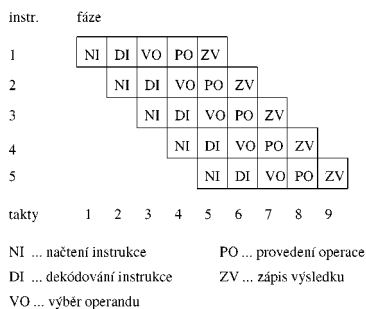 instr. fáze
1 NI DI VO PO ZV
2 NI DI VO PO ZV
3 NI DI VO PO ZV
4 NI DI VO PO ZV
5 NI DI VO PO ZV
takty 1 2 3 4 5 6 7 8 9
NI ... načtení instrukce PO ... provedení operace
DI ... dekódování instrukce ZV ... zápis výsledku
VO ... výběr operandu